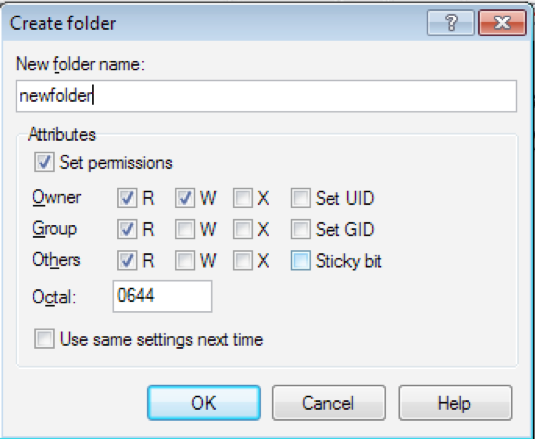 Create folder
New folder name:
newfolder
Attributes
Set permissions
Owner R W X Set UID
Group R W X Set GID
Others R W X Sticky bit
Octal: 0644
Use same settings next time
OK Cancel Help